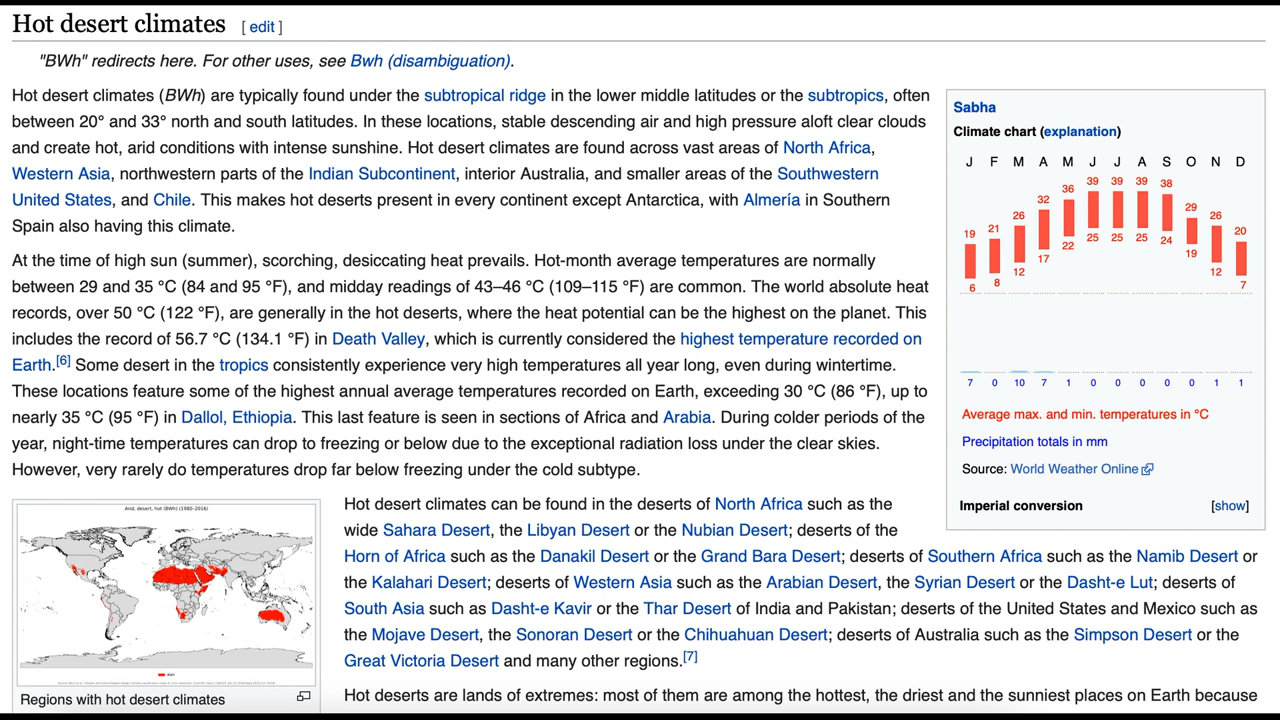 Hot desert climates [ edit ]
"BWh" redirects here. For other uses, see Bwh (disambiguation).
Hot desert climates (BWh) are typically found under the subtropical ridge in the lower middle latitudes or the subtropics, often
between 20° and 33° north and south latitudes. In these locations, stable descending air and high pressure aloft clear clouds
and create hot, arid conditions with intense sunshine. Hot desert climates are found across vast areas of North Africa,
Western Asia, northwestern parts of the Indian Subcontinent, interior Australia, and smaller areas of the Southwestern
United States, and Chile. This makes hot deserts present in every continent except Antarctica, with Almería in Southern
Spain also having this climate.
At the time of high sun (summer), scorching, desiccating heat prevails. Hot-month average temperatures are normally
between 29 and 35 °C (84 and 95 °F), and midday readings of 43–46 °C (109–115 °F) are common. The world absolute heat
records, over 50 °C (122 °F), are generally in the hot deserts, where the heat potential can be the highest on the planet. This
includes the record of 56.7 °C (134.1 °F) in Death Valley, which is currently considered the highest temperature recorded on
Earth.[6] Some desert in the tropics consistently experience very high temperatures all year long, even during wintertime.
These locations feature some of the highest annual average temperatures recorded on Earth, exceeding 30 °C (86 °F), up to
nearly 35 °C (95 °F) in Dallol, Ethiopia. This last feature is seen in sections of Africa and Arabia. During colder periods of the
year, night-time temperatures can drop to freezing or below due to the exceptional radiation loss under the clear skies.
However, very rarely do temperatures drop far below freezing under the cold subtype.
Sabha
Climate chart (explanation)
J F M A M J J A S O N D
19 21 26 32 36 39 39 39 38 29 26 20
6 8 12 17 22 25 25 25 24 19 12 7
7 0 10 7 1 0 0 0 0 0 1 1
Average max. and min. temperatures in °C
Precipitation totals in mm
Source: World Weather Online
Imperial conversion [show]
Arid, desert, hot (BWh) (1980-2016)
Regions with hot desert climates
Hot desert climates can be found in the deserts of North Africa such as the
wide Sahara Desert, the Libyan Desert or the Nubian Desert; deserts of the
Horn of Africa such as the Danakil Desert or the Grand Bara Desert; deserts of Southern Africa such as the Namib Desert or
the Kalahari Desert; deserts of Western Asia such as the Arabian Desert, the Syrian Desert or the Dasht-e Lut; deserts of
South Asia such as Dasht-e Kavir or the Thar Desert of India and Pakistan; deserts of the United States and Mexico such as
the Mojave Desert, the Sonoran Desert or the Chihuahuan Desert; deserts of Australia such as the Simpson Desert or the
Great Victoria Desert and many other regions.[7]
Hot deserts are lands of extremes: most of them are among the hottest, the driest and the sunniest places on Earth because